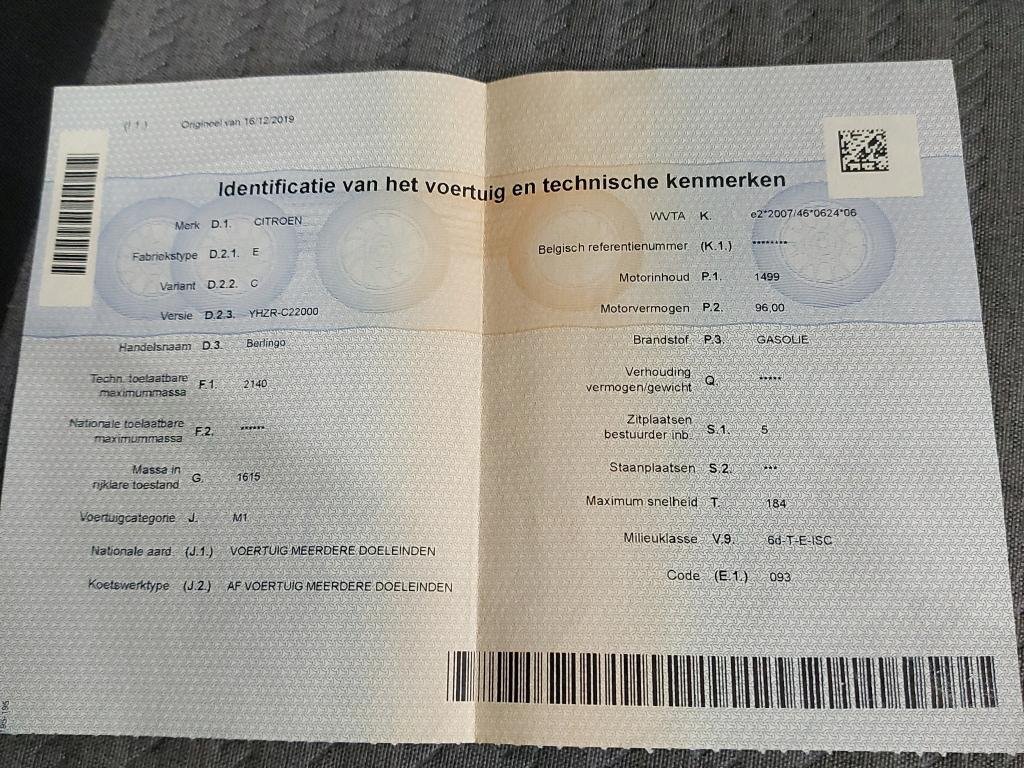 (I.1.) Origineel van 16/12/2019
Identificatie van het voertuig en technische kenmerken
Merk D.1. CITROEN
Fabriekstype D.2.1. E
Variant D.2.2. C
Versie D.2.3. YHZR-C22000
Handelsnaam D.3. Berlingo
Techn. toelaatbare
maximummassa F.1. 2140
Nationale toelaatbare
maximummassa F.2. ******
Massa in
rijklare toestand G. 1615
Voertuigcategorie J. M1
Nationale aard (J.1.) VOERTUIG MEERDERE DOELEINDEN
Koetswerktype (J.2.) AF VOERTUIG MEERDERE DOELEINDEN
WVTA K. e2*2007/46*0624*06
Belgisch referentienummer (K.1.) ********
Motorinhoud P.1. 1499
Motorvermogen P.2. 96,00
Brandstof P.3. GASOLIE
Verhouding
vermogen/gewicht Q. *****
Zitplaatsen
bestuurder inb. S.1. 5
Staanplaatsen S.2. ***
Maximum snelheid T. 184
Milieuklasse V.9. 6d-T-E-ISC
Code (E.1.) 093